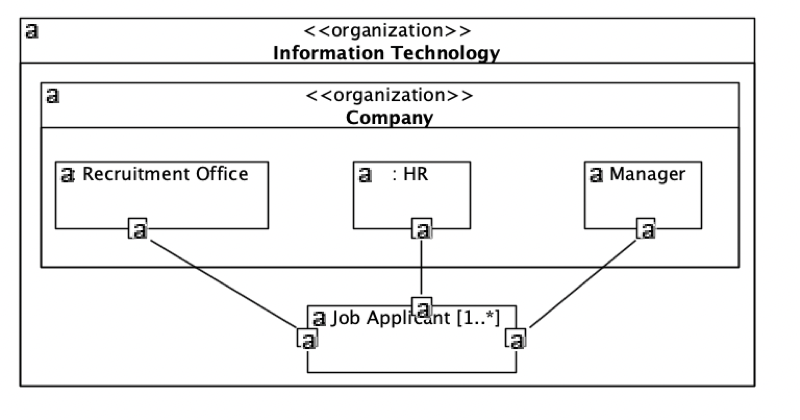 a <<organization>>
Information Technology
a <<organization>>
Company
a Recruitment Office
a : HR
a Manager
a
a
a
a
a Job Applicant [1..*]
a
a